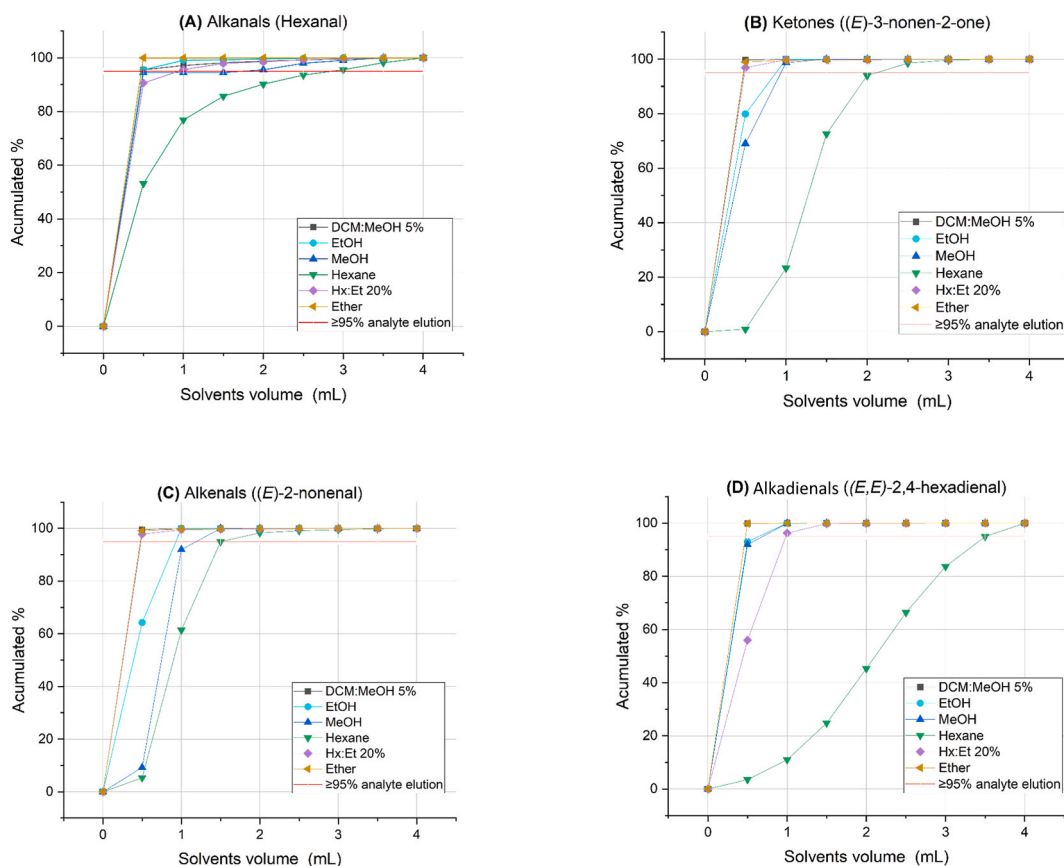 (A) Alkanals (Hexanal)
100
80
60
40
20
0
Acumulated %
DCM:MeOH 5%
EtOH
MeOH
Hexane
Hx:Et 20%
Ether
≥95% analyte elution
0 1 2 3 4
Solvents volume (mL)
(B) Ketones ((E)-3-nonen-2-one)
100
80
60
40
20
0
Acumulated %
DCM:MeOH 5%
EtOH
MeOH
Hexane
Hx:Et 20%
Ether
≥95% analyte elution
0 1 2 3 4
Solvents volume (mL)
(C) Alkenals ((E)-2-nonenal)
100
80
60
40
20
0
Acumulated %
DCM:MeOH 5%
EtOH
MeOH
Hexane
Hx:Et 20%
Ether
≥95% analyte elution
0 1 2 3 4
Solvents volume (mL)
(D) Alkadienals ((E,E)-2,4-hexadienal)
100
80
60
40
20
0
Acumulated %
DCM:MeOH 5%
EtOH
MeOH
Hexane
Hx:Et 20%
Ether
≥95% analyte elution
0 1 2 3 4
Solvents volume (mL)